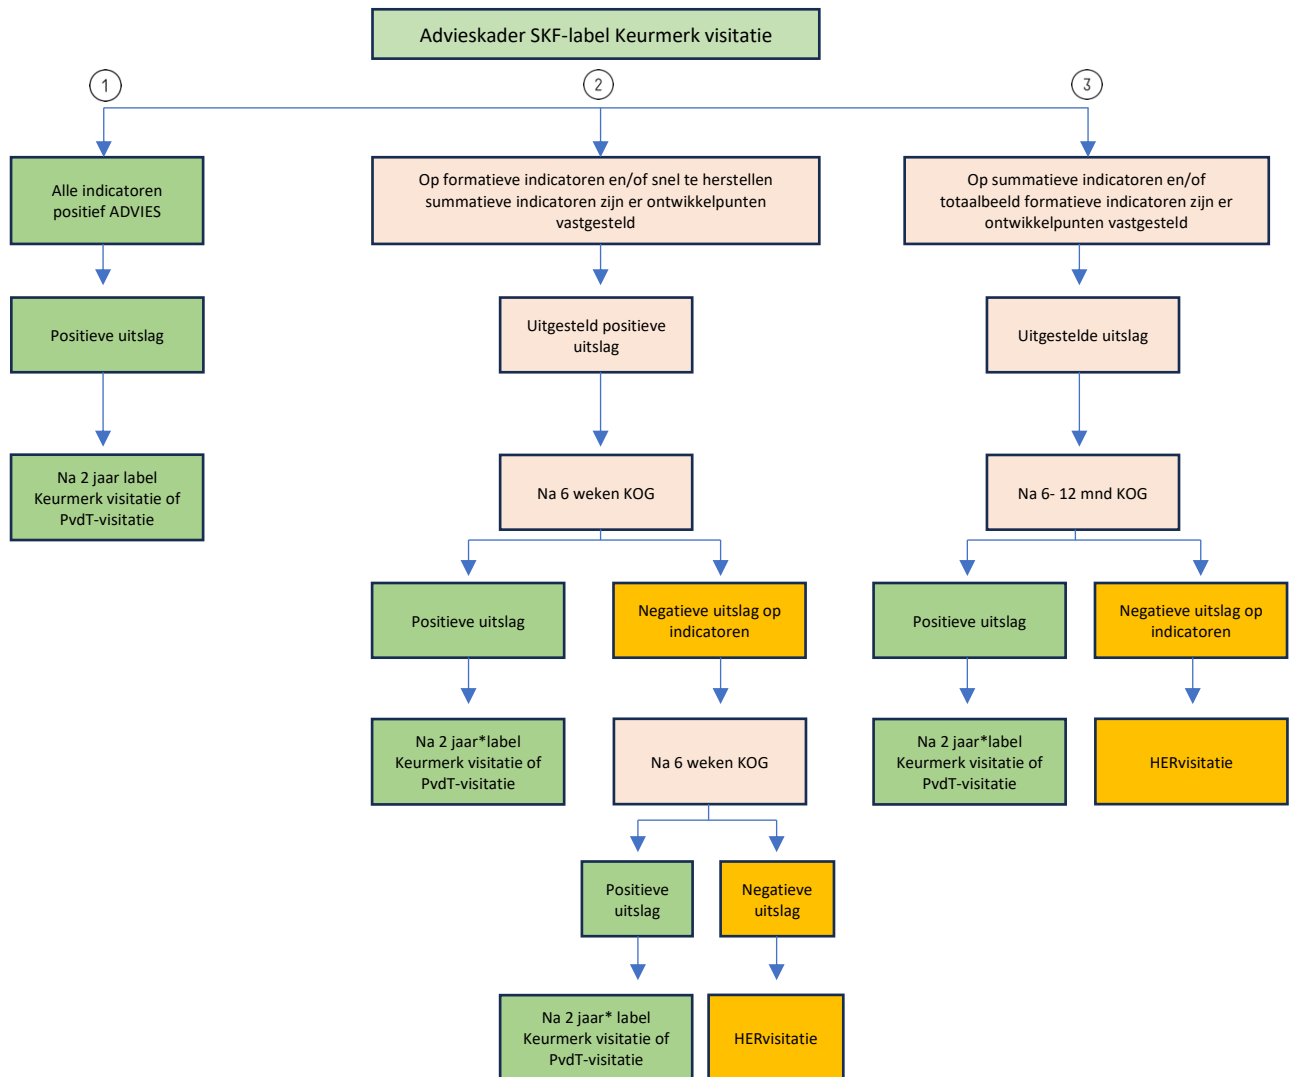 Advieskader SKF-label Keurmerk visitatie
1
2
3
Alle indicatoren
positief ADVIES
Op formatieve indicatoren en/of snel te herstellen
summatieve indicatoren zijn er ontwikkelpunten
vastgesteld
Op summatieve indicatoren en/of
totaalbeeld formatieve indicatoren zijn er
ontwikkelpunten vastgesteld
Positieve uitslag
Uitgesteld positieve
uitslag
Uitgestelde uitslag
Na 2 jaar label
Keurmerk visitatie of
PvdT-visitatie
Na 6 weken KOG
Na 6- 12 mnd KOG
Positieve uitslag
Negatieve uitslag op
indicatoren
Positieve uitslag
Negatieve uitslag op
indicatoren
Na 2 jaar*label
Keurmerk visitatie of
PvdT-visitatie
Na 6 weken KOG
Na 2 jaar*label
Keurmerk visitatie of
PvdT-visitatie
HERvisitatie
Positieve
uitslag
Negatieve
uitslag
Na 2 jaar* label
Keurmerk visitatie of
PvdT-visitatie
HERvisitatie